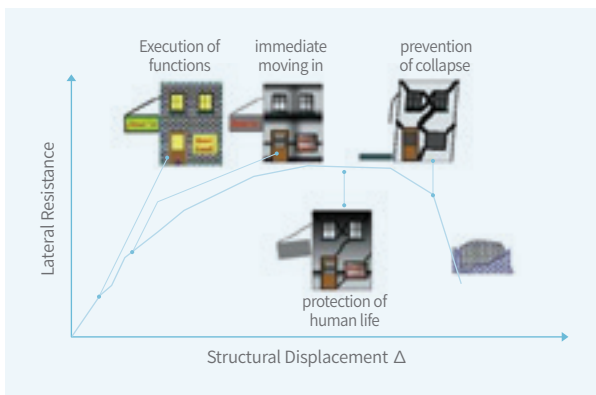 Execution of
functions
immediate
moving in
prevention
of collapse
Lateral Resistance
protection of
human life
Structural Displacement Δ